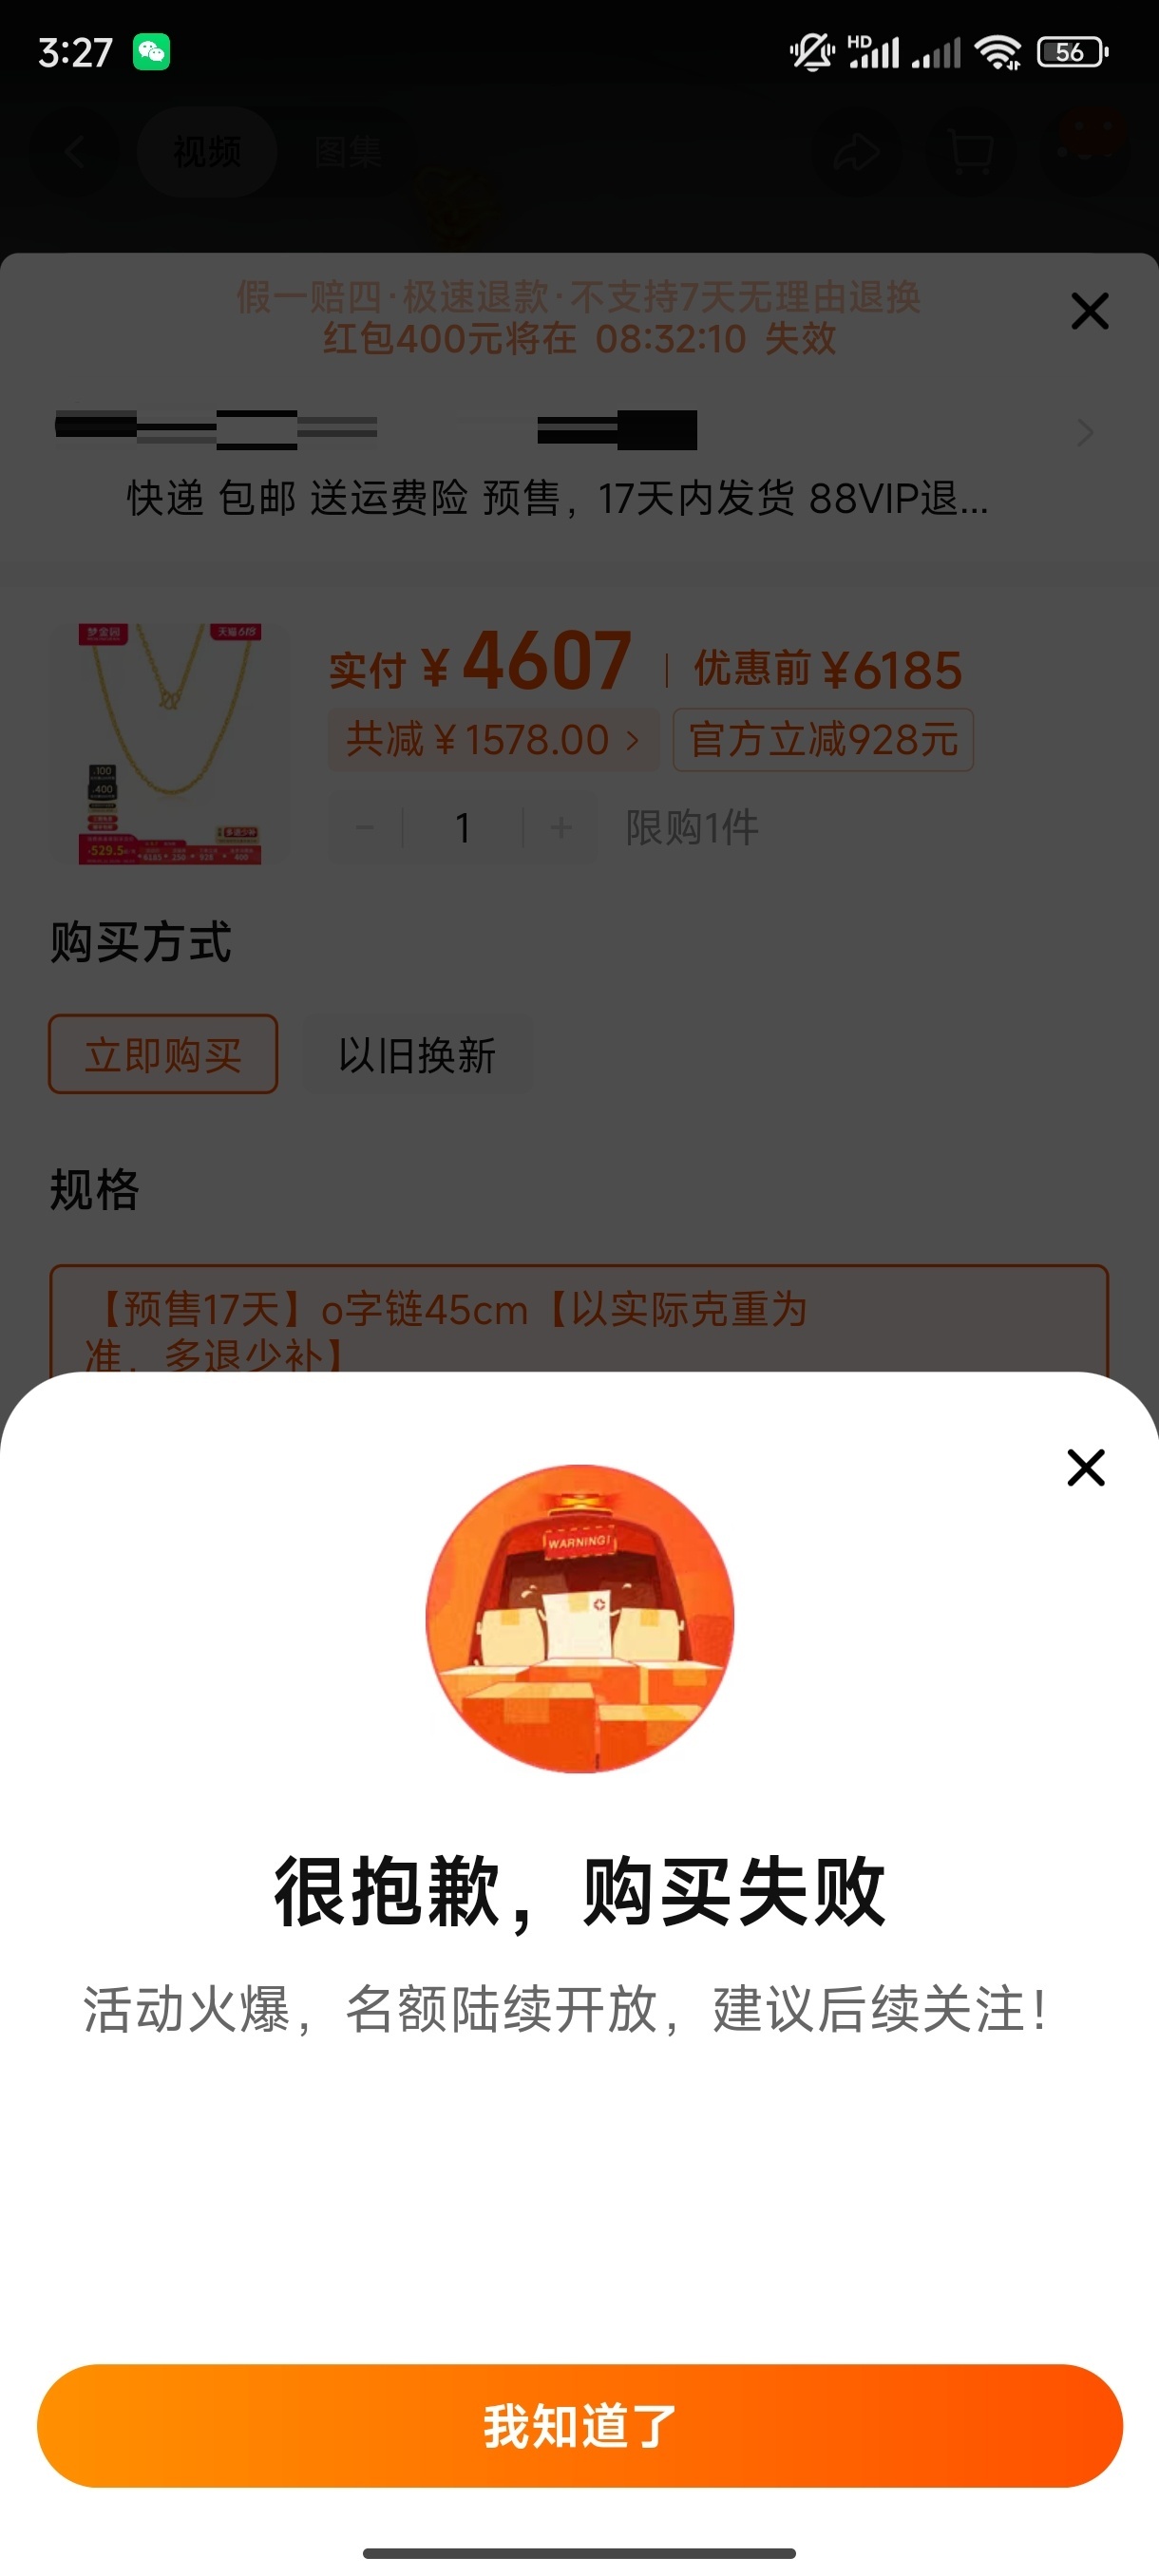 3:27
HD
56
视频
图集
假一赔四·极速退款·不支持7天无理由退换
红包400元将在 08:32:10 失效
快递 包邮 送运费险 预售，17天内发货 88VIP退...
梦金园
天猫618
实付 ¥4607 | 优惠前 ¥6185
共减¥1578.00 >
官方立减928元
100
400
多退少补
529.5
6185
250
928
400
- 1 +
限购1件
购买方式
立即购买
以旧换新
规格
【预售17天】o字链45cm【以实际克重为
准，多退少补】
WARNING!
很抱歉，购买失败
活动火爆，名额陆续开放，建议后续关注！
我知道了